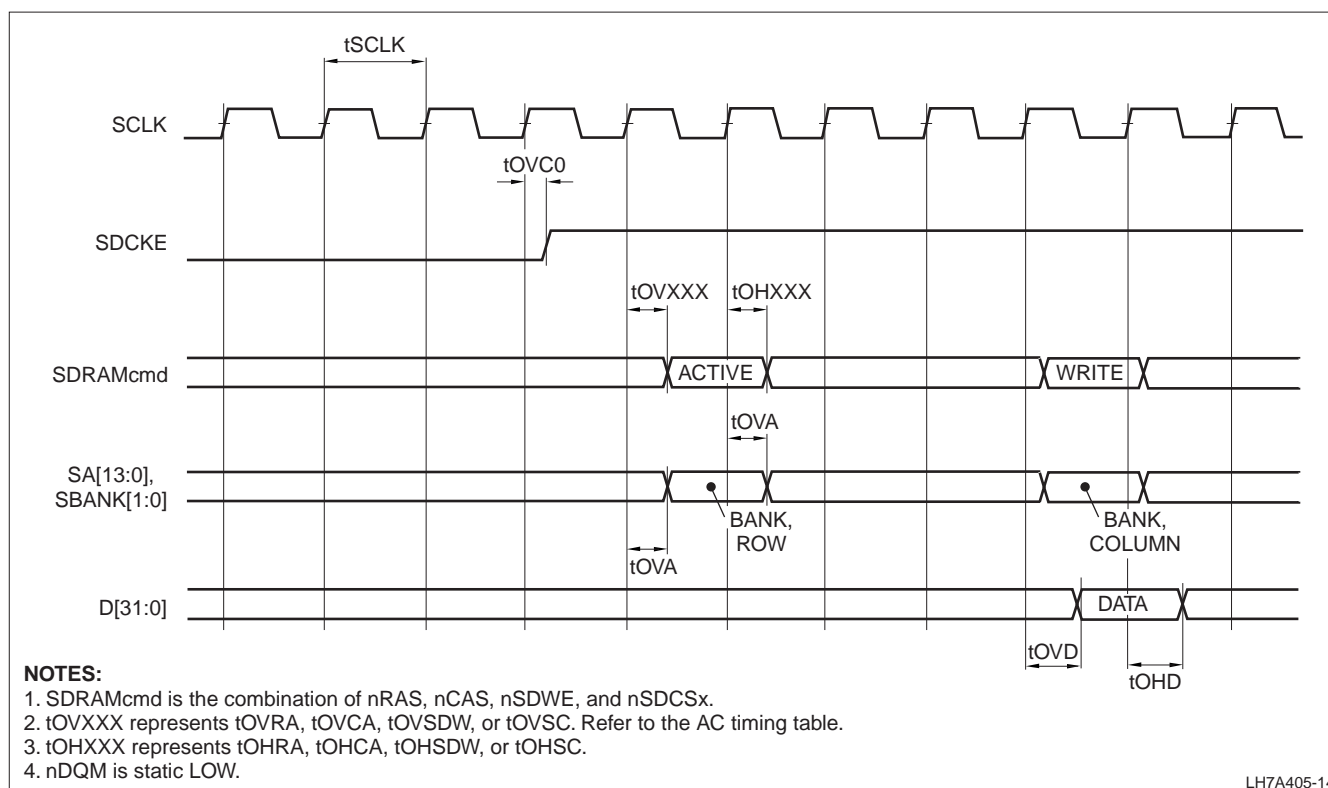 tSCLK
SCLK
tOVC0
SDCKE
tOVXXX
tOHXXX
SDRAMcmd
ACTIVE
WRITE
tOVA
SA[13:0],
SBANK[1:0]
BANK,
ROW
BANK,
COLUMN
tOVA
D[31:0]
DATA
tOVD
tOHD
NOTES:
1. SDRAMcmd is the combination of nRAS, nCAS, nSDWE, and nSDCSx.
2. tOVXXX represents tOVRA, tOVCA, tOVSDW, or tOVSC. Refer to the AC timing table.
3. tOHXXX represents tOHRA, tOHCA, tOHSDW, or tOHSC.
4. nDQM is static LOW.
LH7A405-14